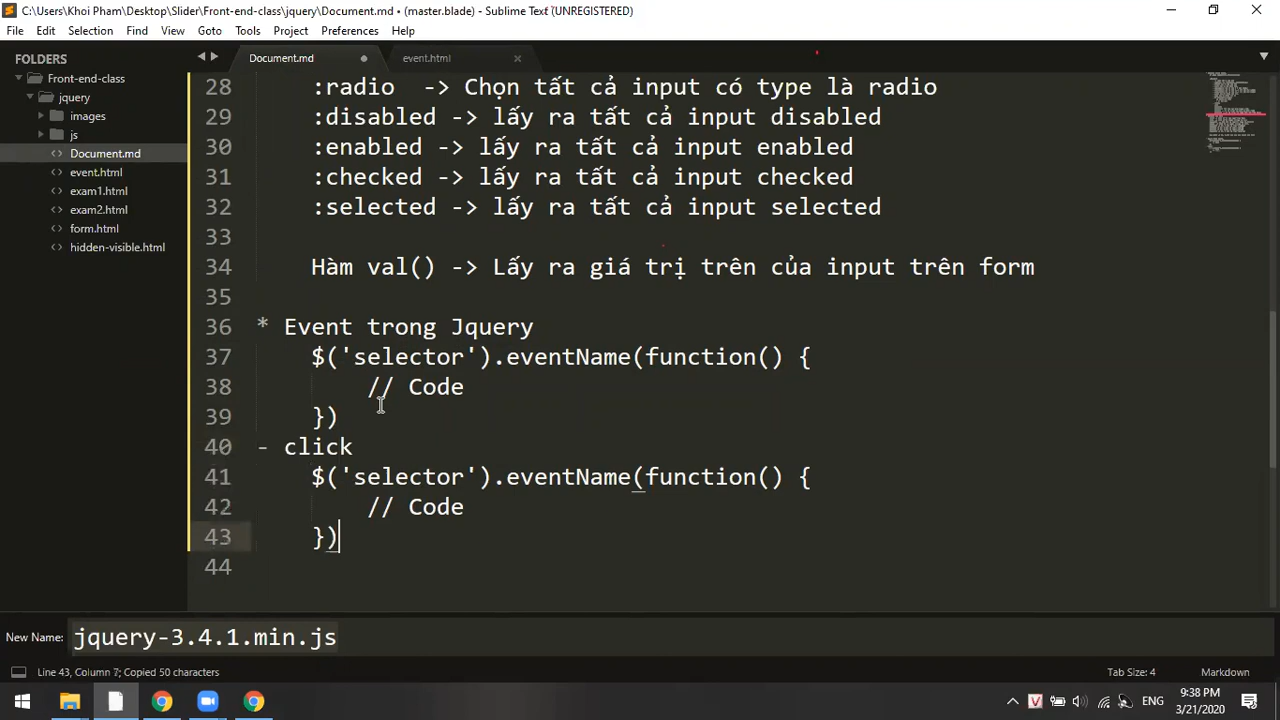 C:\Users\Khoi Pham\Desktop\Slider\Front-end-class\jquery\Document.md • (master.blade) - Sublime Text (UNREGISTERED)
File Edit Selection Find View Goto Tools Project Preferences Help
FOLDERS
Front-end-class
jquery
images
js
Document.md
event.html
exam1.html
exam2.html
form.html
hidden-visible.html
Document.md
event.html
28 :radio -> Chọn tất cả input có type là radio
29 :disabled -> lấy ra tất cả input disabled
30 :enabled -> lấy ra tất cả input enabled
31 :checked -> lấy ra tất cả input checked
32 :selected -> lấy ra tất cả input selected
33
34 Hàm val() -> Lấy ra giá trị trên của input trên form
35
36 * Event trong Jquery
37 $('selector').eventName(function() {
38 // Code
39 })
40 - click
41 $('selector').eventName(function() {
42 // Code
43 })
44
New Name: jquery-3.4.1.min.js
Line 43, Column 7; Copied 50 characters
Tab Size: 4
Markdown
ENG
9:38 PM
3/21/2020